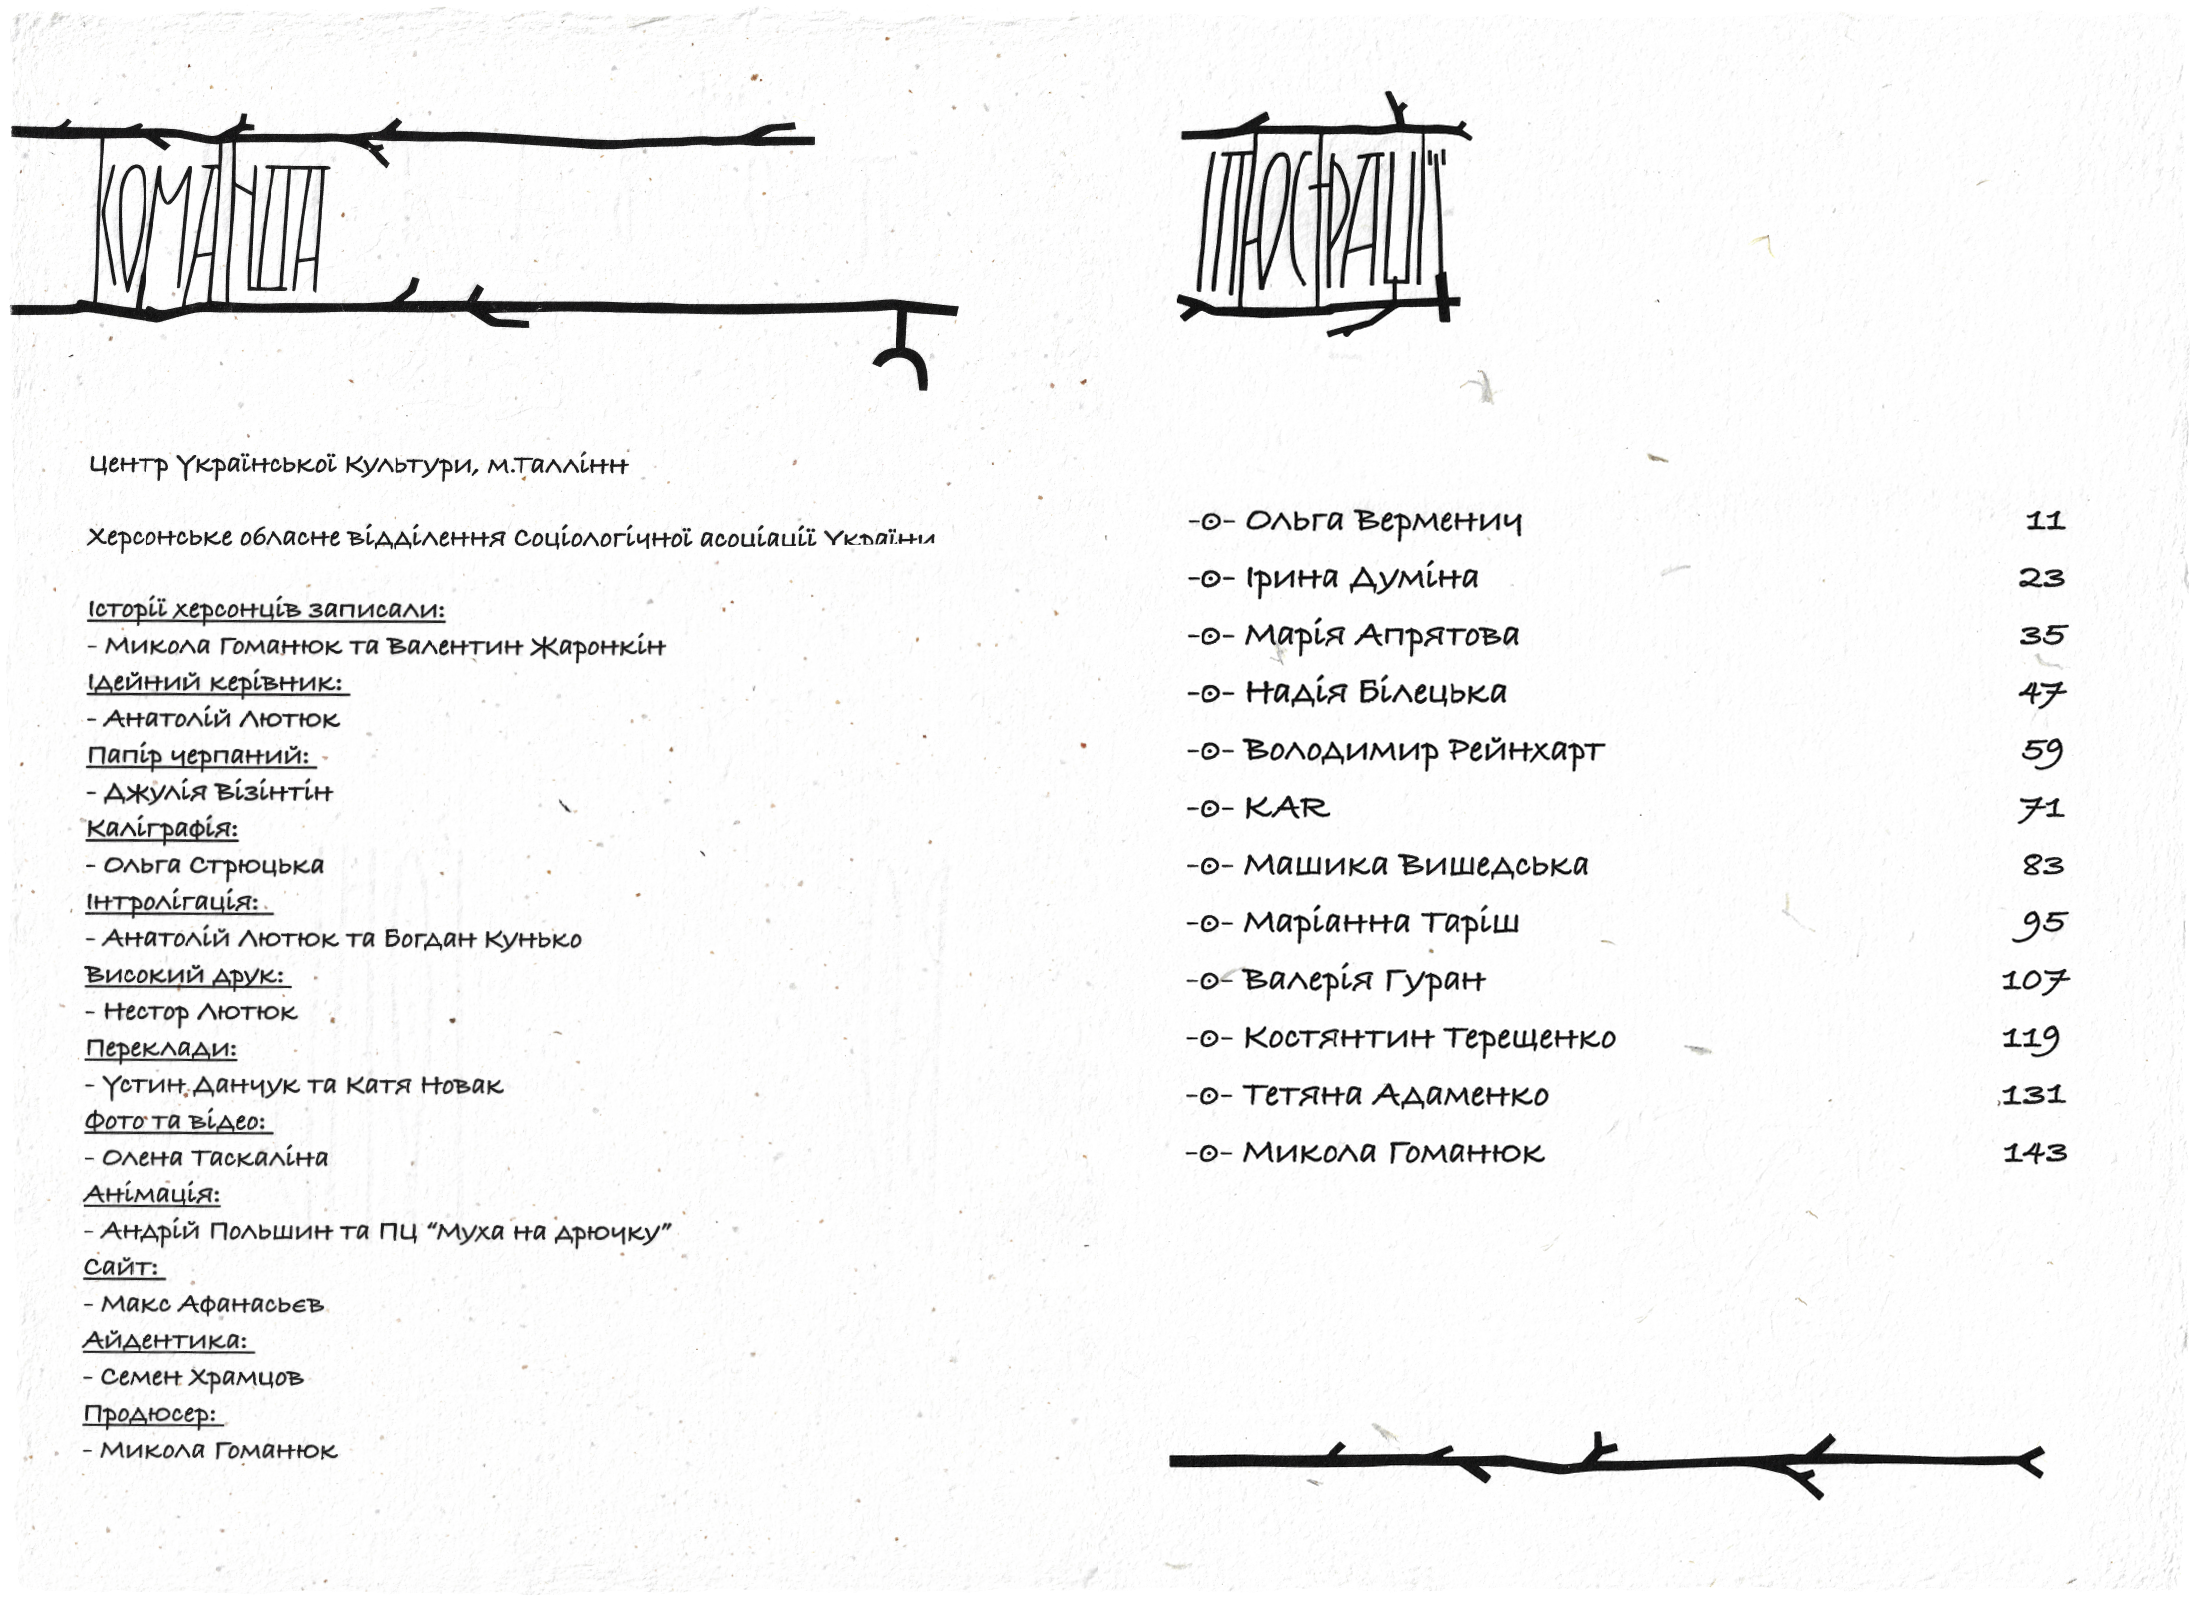 КОМАНДА
Центр Української Культури, м.Таллінн
Херсонське обласне відділення Соціологічної асоціації України
Історії херсонців записали:
- Микола Гоманюк та Валентин Жаронкін
Ідейний керівник:
- Анатолій Лютюк
Папір черпаний:
- Джулія Візінтін
Каліграфія:
- Ольга Стрюцька
Інтролігація:
- Анатолій Лютюк та Богдан Кунько
Високий друк:
- Нестор Лютюк
Переклади:
- Устин Данчук та Катя Новак
Фото та відео:
- Олена Таскаліна
Анімація:
- Андрій Польшин та ПЦ “Муха на дрючку”
Сайт:
- Макс Афанасьєв
Айдентика:
- Семен Храмцов
Продюсер:
- Микола Гоманюк
ІЛЮСТРАЦІЇ
-⊙- Ольга Верменич 11
-⊙- Ірина Думіна 23
-⊙- Марія Апрятова 35
-⊙- Надія Білецька 47
-⊙- Володимир Рейнхарт 59
-⊙- KAR 71
-⊙- Машика Вишедська 83
-⊙- Маріанна Таріш 95
-⊙- Валерія Гуран 107
-⊙- Костянтин Терещенко 119
-⊙- Тетяна Адаменко 131
-⊙- Микола Гоманюк 143